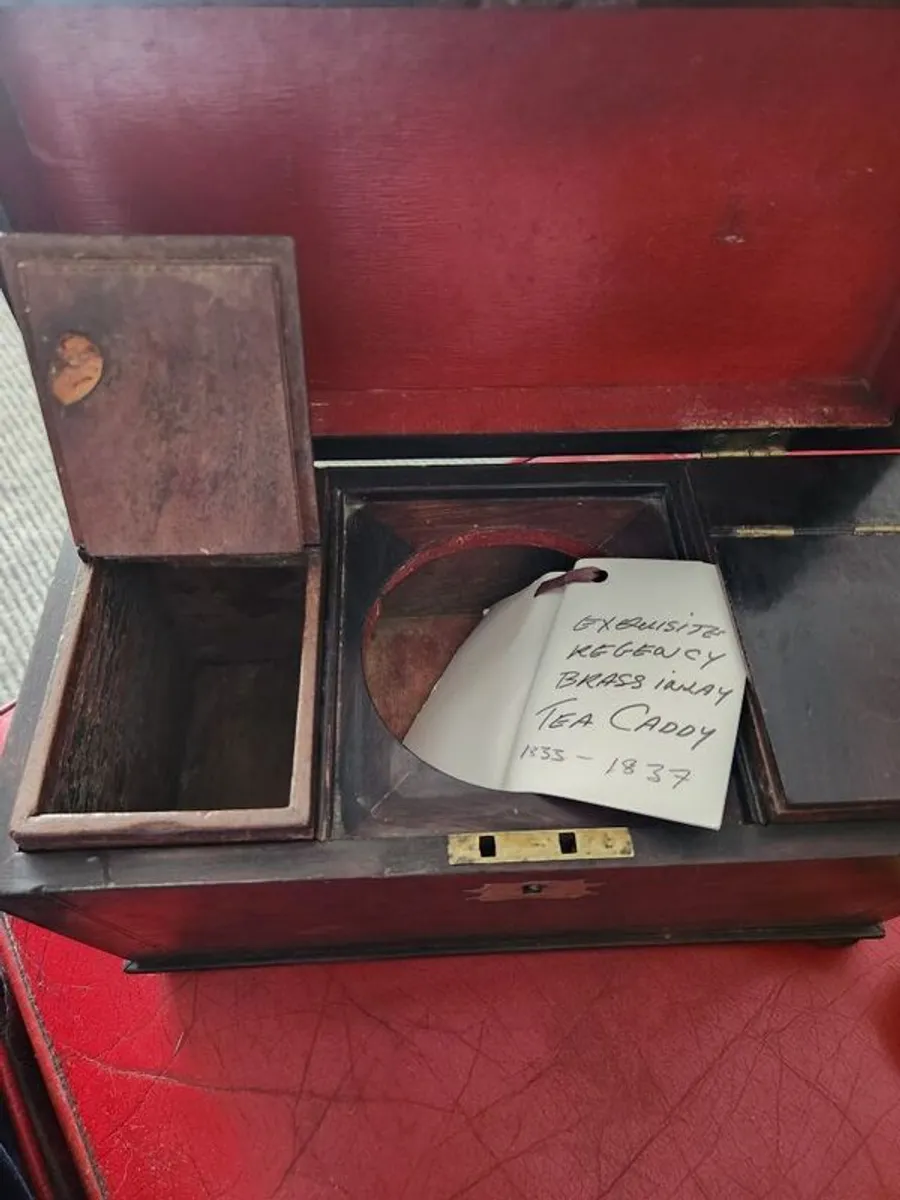 EXQUISITE
REGENCY
BRASS INLAY
TEA CADDY
1835 - 1837